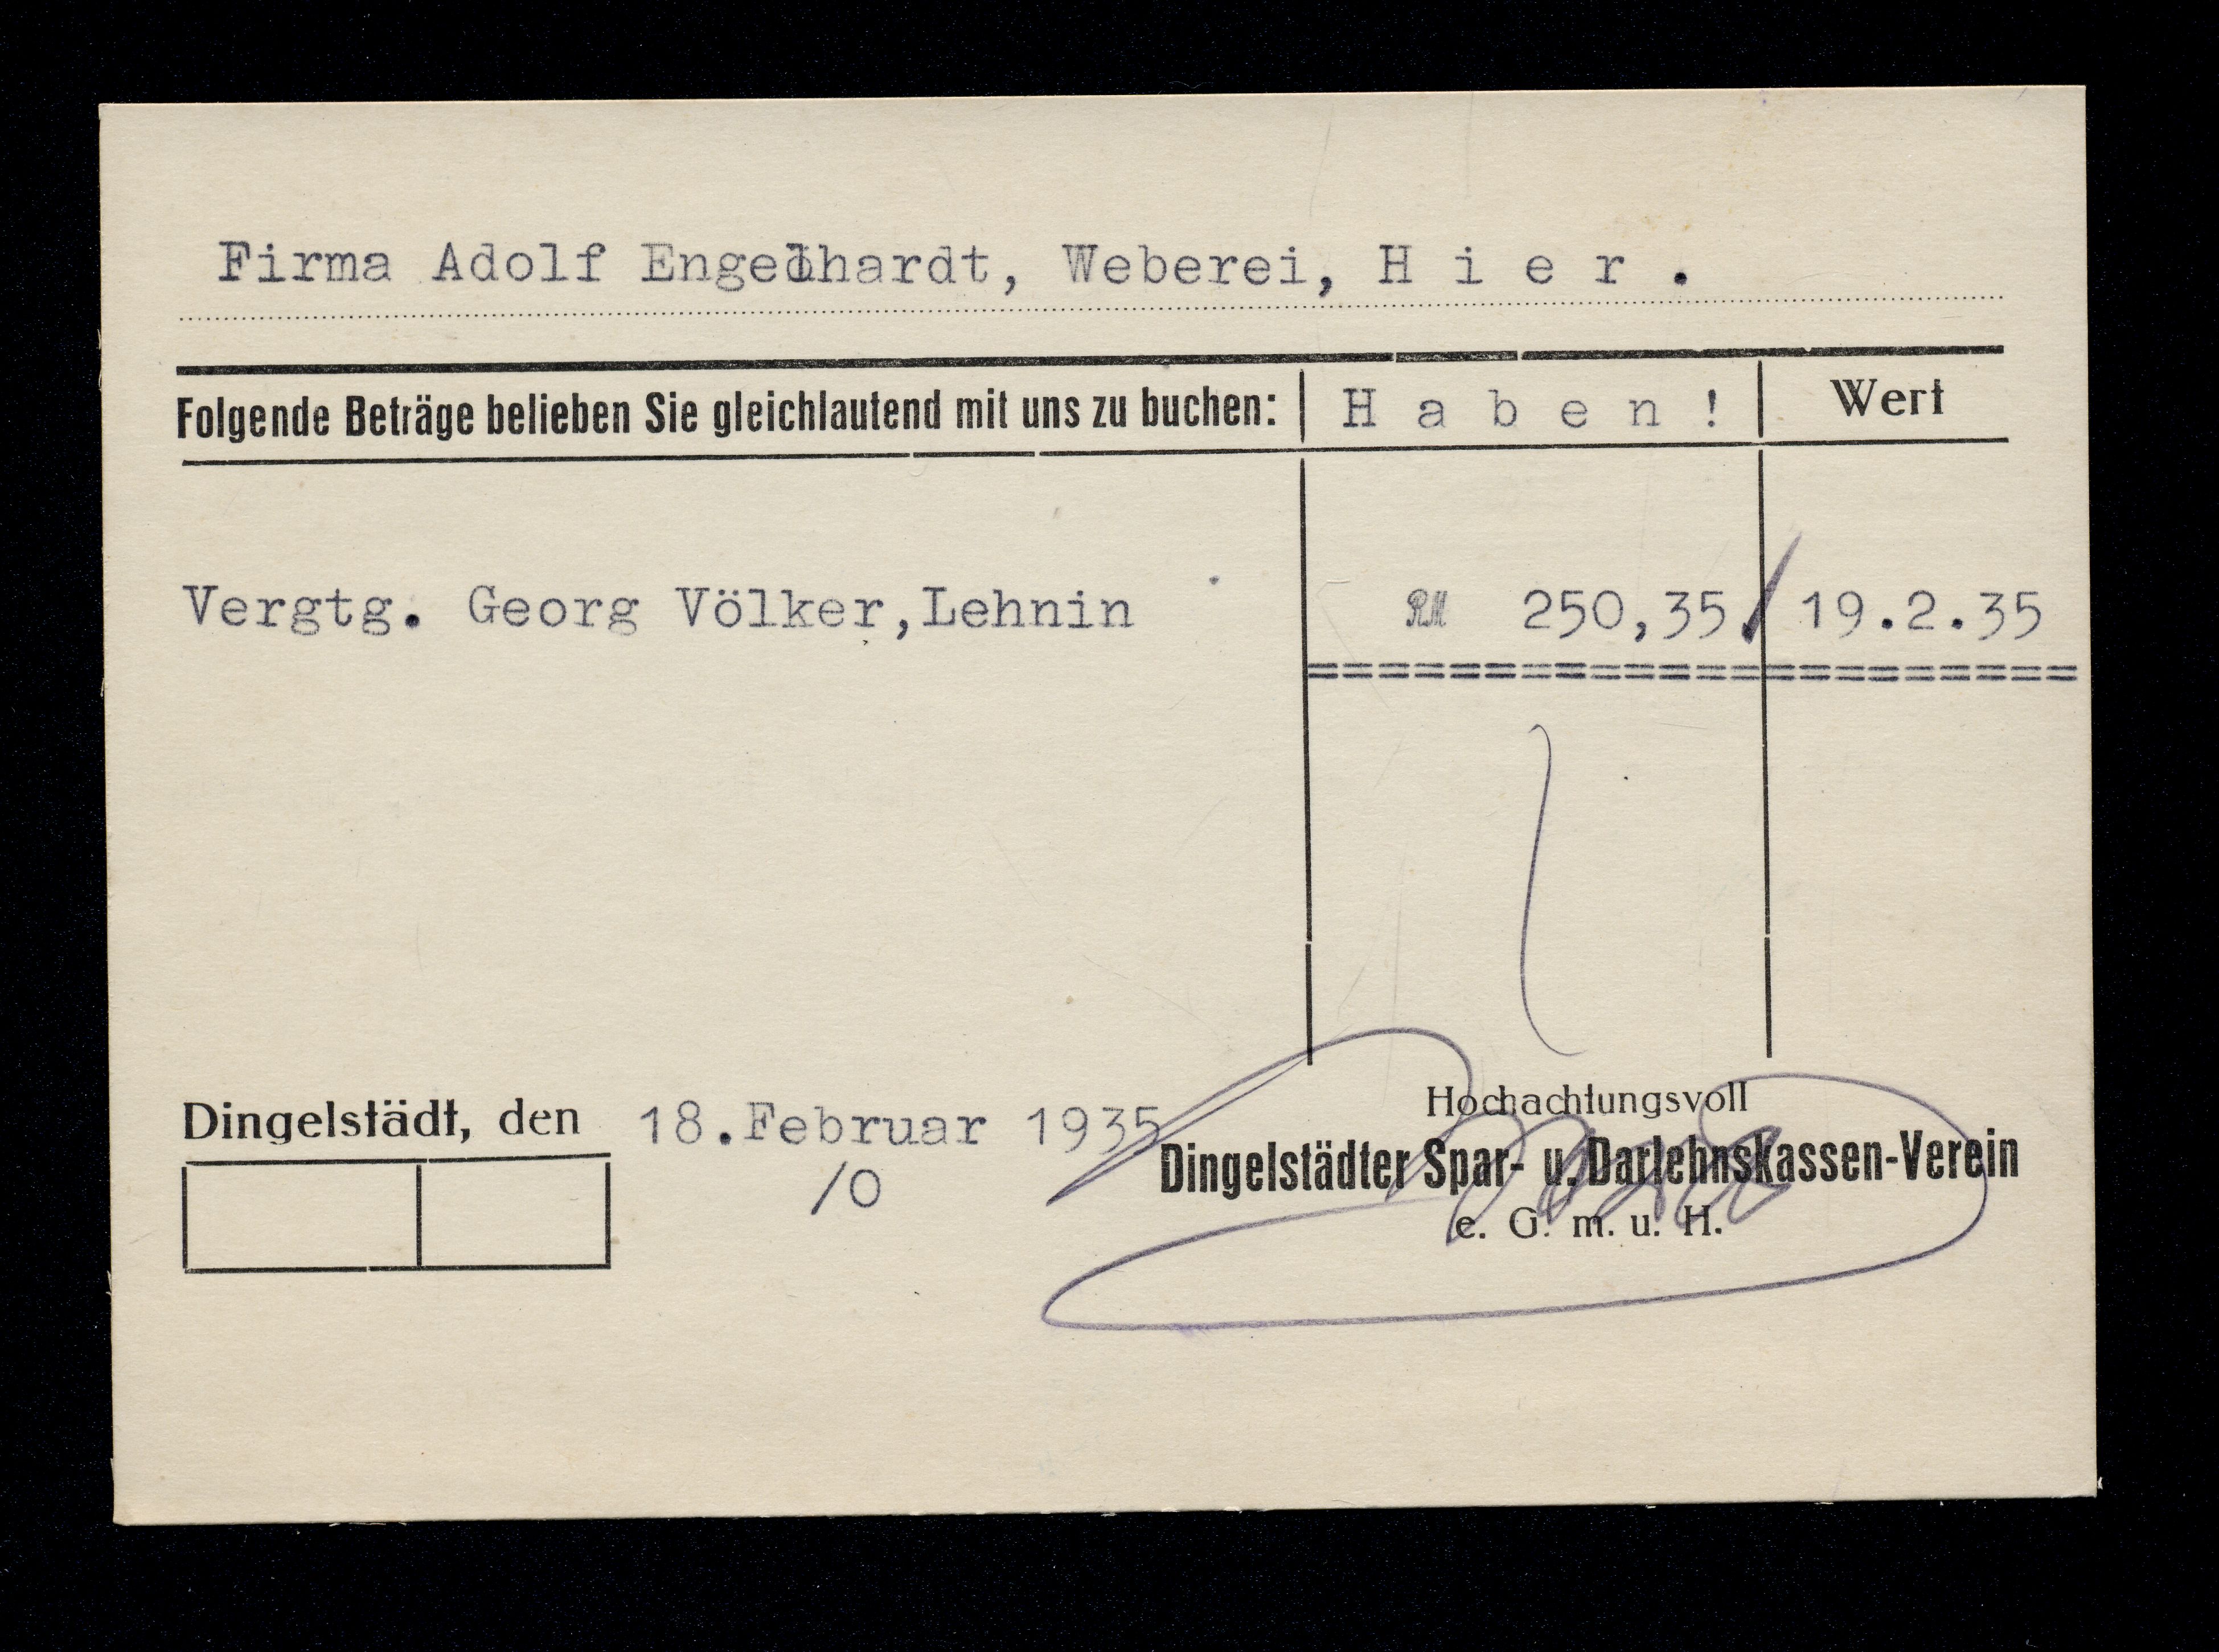 Firma Adolf Engelhardt, Weberei, H i e r .
Folgende Beträge belieben Sie gleichlautend mit uns zu buchen: H a b e n ! Wert
Vergtg. Georg Völker, Lehnin RM 250,35 19.2.35
Dingelstädt, den 18.Februar 1935
/O
Hochachtungsvoll
Dingelstädter Spar- u. Darlehnskassen-Verein
e. G. m. u. H.